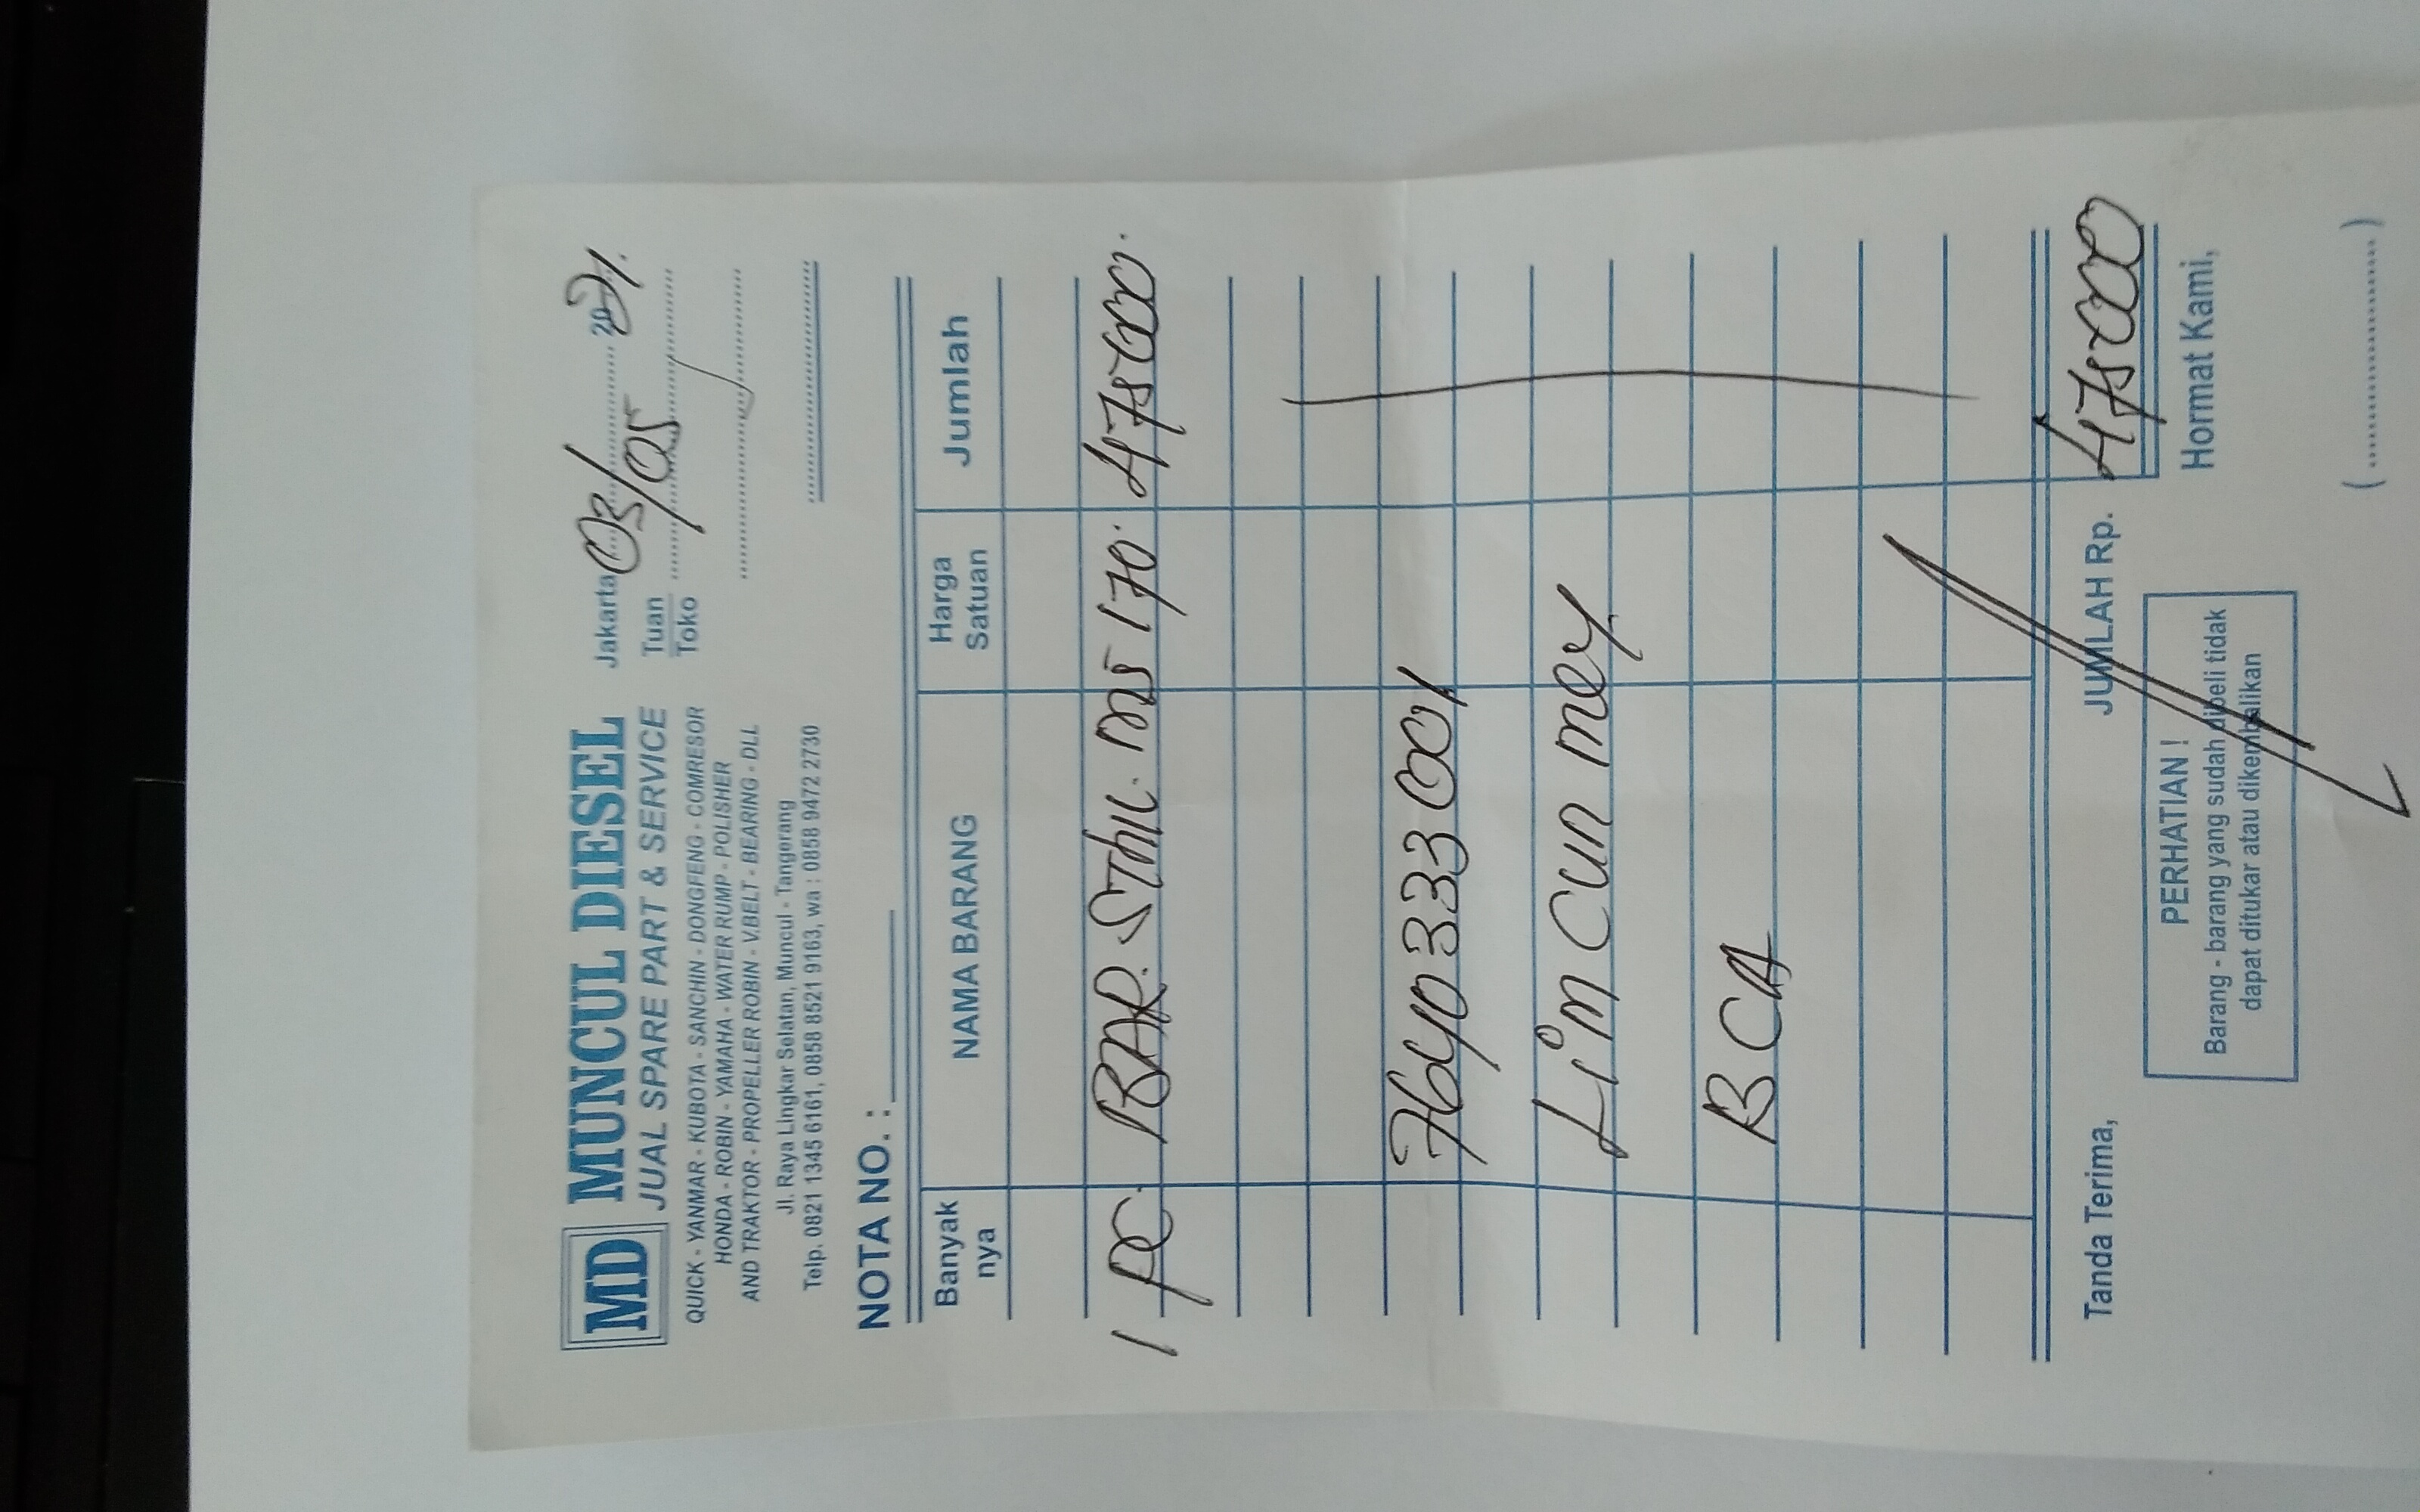 MD MUNCUL DIESEL
JUAL SPARE PART & SERVICE
QUICK - YANMAR - KUBOTA - SANCHIN - DONGFENG - COMRESOR
HONDA - ROBIN - YAMAHA - WATER RUMP - POLISHER
AND TRAKTOR - PROPELLER ROBIN - V.BELT - BEARING - DLL
Jl. Raya Lingkar Selatan, Muncul - Tangerang
Telp. 0821 1345 6161, 0858 8521 9163, wa : 0858 9472 2730
Jakarta 03/05 2021.
Tuan
Toko
NOTA NO. :
Banyak nya NAMA BARANG Harga Satuan Jumlah
1 PC. BAR. SThiL. MS 170. 475000.
7640333001
Lim Cun mey
BCA
JUMLAH Rp. 475000
Tanda Terima,
Hormat Kami,
PERHATIAN !
Barang - barang yang sudah dibeli tidak
dapat ditukar atau dikembalikan
(....................)